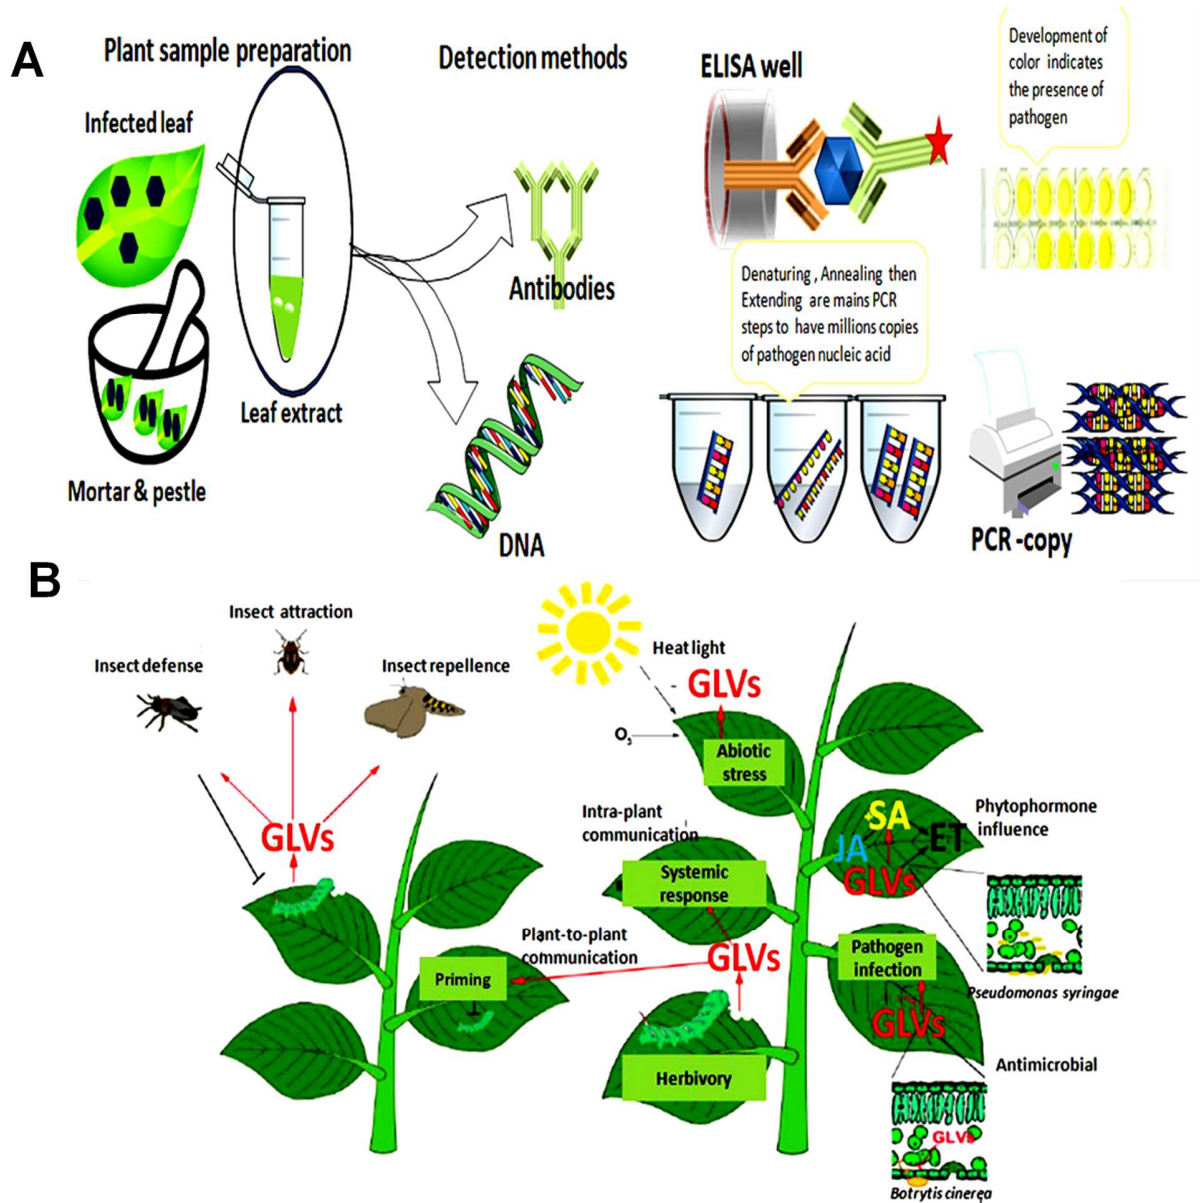 A
Plant sample preparation
Detection methods
ELISA well
Development of
color indicates
the presence of
pathogen
Infected leaf
Antibodies
Denaturing , Annealing then
Extending are mains PCR
steps to have millions copies
of pathogen nucleic acid
Leaf extract
Mortar & pestle
DNA
PCR -copy
B
Insect attraction
Insect defense
Insect repellence
Heat light
GLVs
O3
Abiotic
stress
Intra-plant
communication
SA
JA
ET
Phytophormone
influence
GLVs
GLVs
Systemic
response
Plant-to-plant
communication
GLVs
Priming
Pathogen
infection
Pseudomonas syringae
GLVs
Herbivory
Antimicrobial
GLVs
Botrytis cinerea